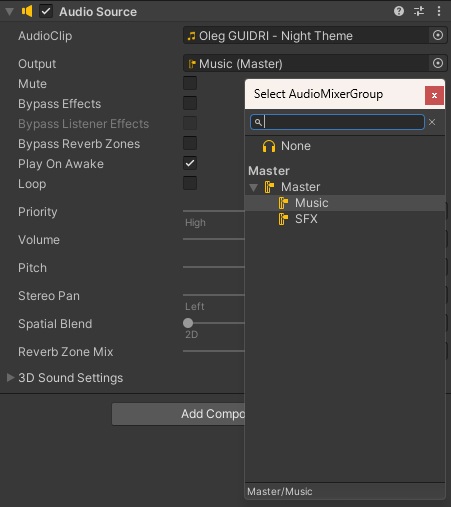 Audio Source
AudioClip
Oleg GUIDRI - Night Theme
Output
Music (Master)
Mute
Bypass Effects
Bypass Listener Effects
Bypass Reverb Zones
Play On Awake
Loop
Priority
High
Volume
Pitch
Stereo Pan
Left
Spatial Blend
2D
Reverb Zone Mix
3D Sound Settings
Add Compo
Select AudioMixerGroup
x
None
Master
Master
Music
SFX
Master/Music